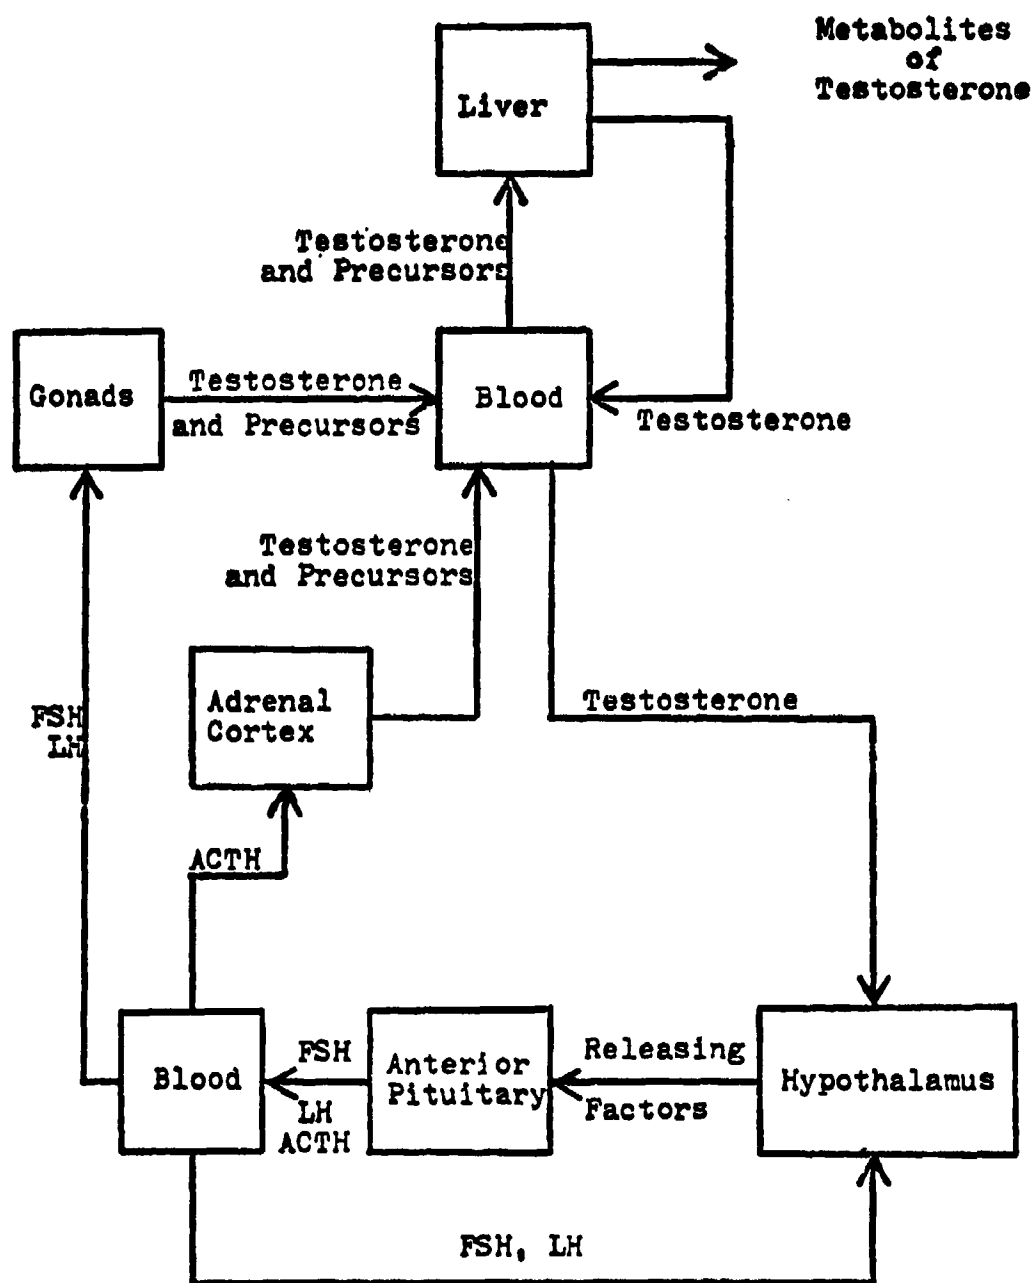 Metabolites
of
Testosterone
Liver
Testosterone
and Precursors
Gonads
Testosterone
and Precursors
Blood
Testosterone
Testosterone
and Precursors
Adrenal
Cortex
Testosterone
FSH
LH
ACTH
Blood
FSH
LH
ACTH
Anterior
Pituitary
Releasing
Factors
Hypothalamus
FSH, LH